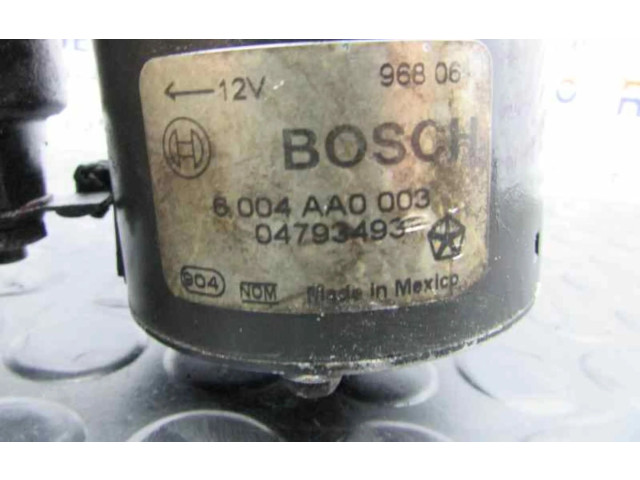 ←12V 968 06
BOSCH
6 004 AA0 003
04793493
904 NOM Made in Mexico